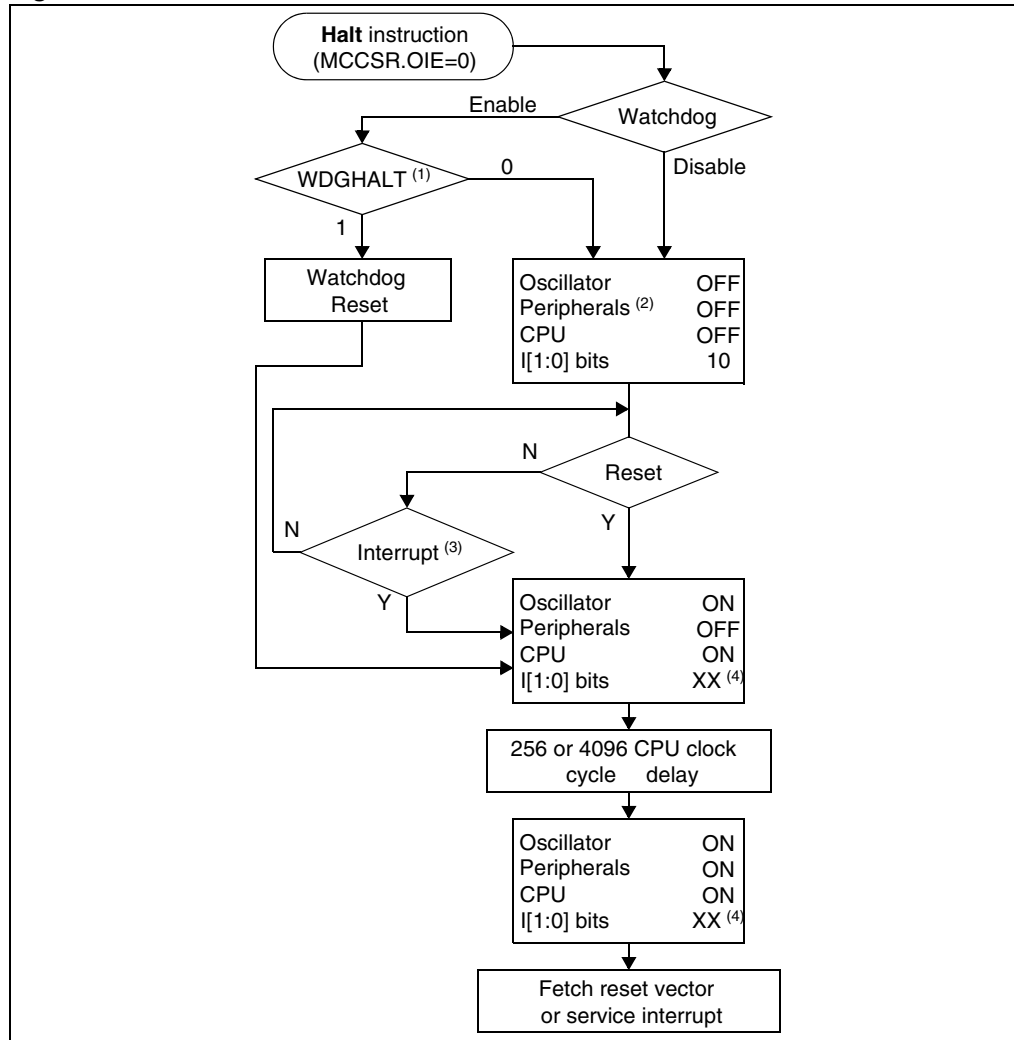 Halt instruction
(MCCSR.OIE=0)
Enable
Watchdog
WDGHALT (1)
0
Disable
1
Watchdog
Reset
Oscillator OFF
Peripherals (2) OFF
CPU OFF
I[1:0] bits 10
N
Reset
N
Y
Interrupt (3)
Y
Oscillator ON
Peripherals OFF
CPU ON
I[1:0] bits XX (4)
256 or 4096 CPU clock
cycle delay
Oscillator ON
Peripherals ON
CPU ON
I[1:0] bits XX (4)
Fetch reset vector
or service interrupt